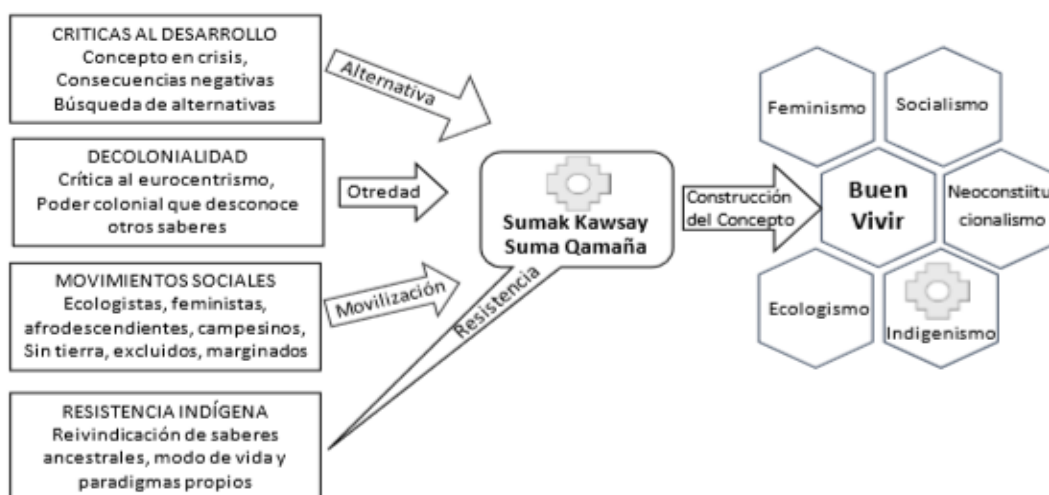 CRITICAS AL DESARROLLO
Concepto en crisis,
Consecuencias negativas
Búsqueda de alternativas
Alternativa
DECOLONIALIDAD
Crítica al eurocentrismo,
Poder colonial que desconoce
otros saberes
Otredad
MOVIMIENTOS SOCIALES
Ecologistas, feministas,
afrodescendientes, campesinos,
Sin tierra, excluidos, marginados
Movilización
RESISTENCIA INDÍGENA
Reivindicación de saberes
ancestrales, modo de vida y
paradigmas propios
Resistencia
Sumak Kawsay
Suma Qamaña
Construcción
del Concepto
Feminismo
Socialismo
Buen
Vivir
Neoconstiitu
cionalismo
Ecologismo
Indigenismo